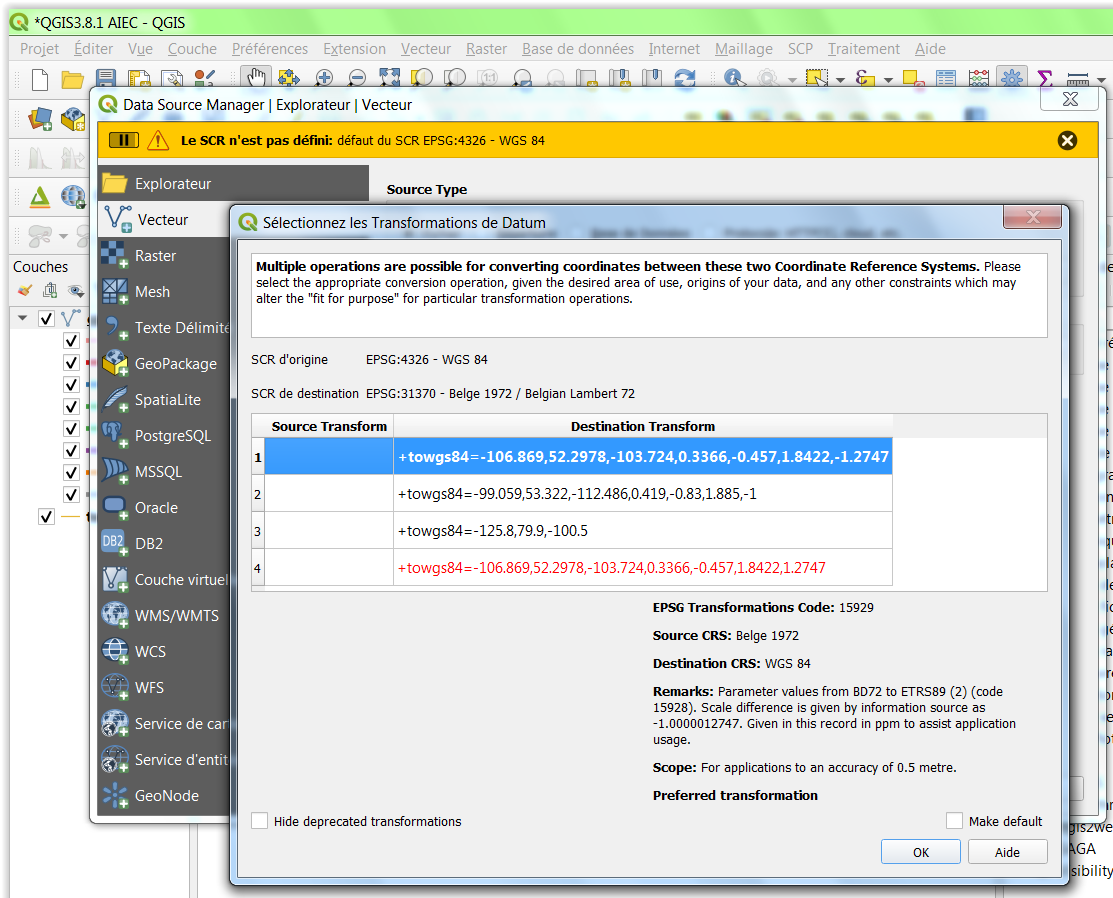 *QGIS3.8.1 AIEC - QGIS
Projet Éditer Vue Couche Préférences Extension Vecteur Raster Base de données Internet Maillage SCP Traitement Aide
Data Source Manager | Explorateur | Vecteur
Le SCR n'est pas défini: défaut du SCR EPSG:4326 - WGS 84
Explorateur
Source Type
Vecteur
Sélectionnez les Transformations de Datum
Raster
Couches
Mesh
Multiple operations are possible for converting coordinates between these two Coordinate Reference Systems. Please
select the appropriate conversion operation, given the desired area of use, origins of your data, and any other constraints which may
alter the "fit for purpose" for particular transformation operations.
Texte Délimité
GeoPackage
SCR d'origine EPSG:4326 - WGS 84
SpatiaLite
SCR de destination EPSG:31370 - Belge 1972 / Belgian Lambert 72
PostgreSQL
Source Transform Destination Transform
1 +towgs84=-106.869,52.2978,-103.724,0.3366,-0.457,1.8422,-1.2747
MSSQL
2 +towgs84=-99.059,53.322,-112.486,0.419,-0.83,1.885,-1
Oracle
3 +towgs84=-125.8,79.9,-100.5
DB2
DB2
4 +towgs84=-106.869,52.2978,-103.724,0.3366,-0.457,1.8422,1.2747
Couche virtuel
EPSG Transformations Code: 15929
WMS/WMTS
Source CRS: Belge 1972
WCS
Destination CRS: WGS 84
WFS
Remarks: Parameter values from BD72 to ETRS89 (2) (code
15928). Scale difference is given by information source as
-1.0000012747. Given in this record in ppm to assist application
usage.
Service de car
Service d'entit
Scope: For applications to an accuracy of 0.5 metre.
GeoNode
Preferred transformation
Hide deprecated transformations
Make default
OK Aide